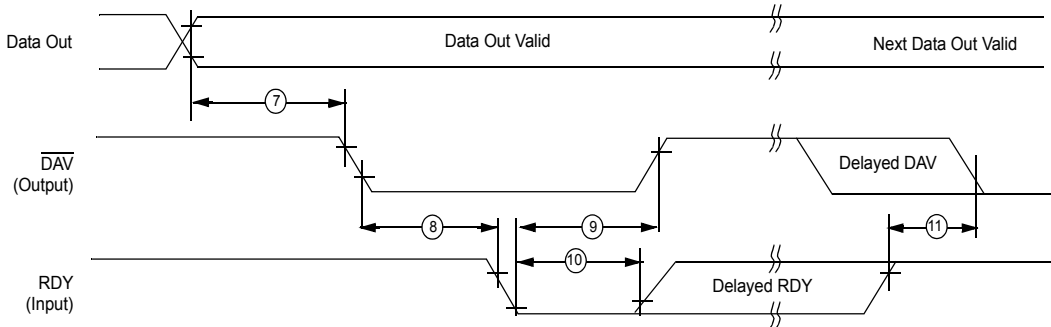 Data Out
Data Out Valid
Next Data Out Valid
7
DAV
(Output)
Delayed DAV
8
9
11
10
RDY
(Input)
Delayed RDY